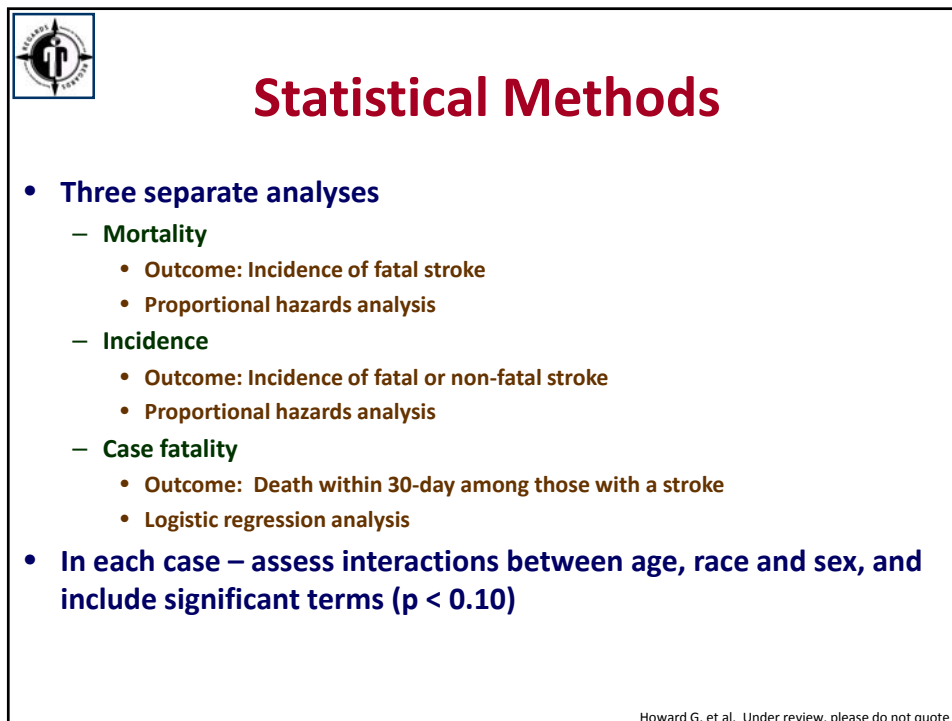 REGARDS
REGARDS
Statistical Methods
• Three separate analyses
– Mortality
• Outcome: Incidence of fatal stroke
• Proportional hazards analysis
– Incidence
• Outcome: Incidence of fatal or non-fatal stroke
• Proportional hazards analysis
– Case fatality
• Outcome:  Death within 30-day among those with a stroke
• Logistic regression analysis
• In each case – assess interactions between age, race and sex, and
include significant terms (p < 0.10)
Howard G, et al.  Under review, please do not quote